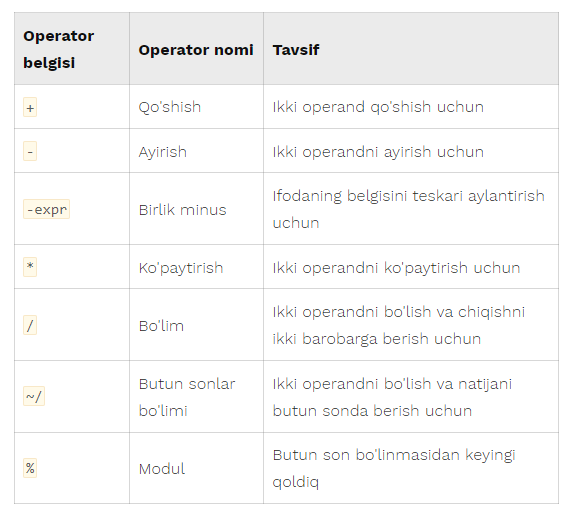 Operator belgisi Operator nomi Tavsif
+ Qo'shish Ikki operand qo'shish uchun
- Ayirish Ikki operandni ayirish uchun
-expr Birlik minus Ifodaning belgisini teskari aylantirish
uchun
* Ko'paytirish Ikki operandni ko'paytirish uchun
/ Bo'lim Ikki operandni bo'lish va chiqishni
ikki barobarga berish uchun
~/ Butun sonlar bo'limi Ikki operandni bo'lish va natijani
butun sonda berish uchun
% Modul Butun son bo'linmasidan keyingi
qoldiq